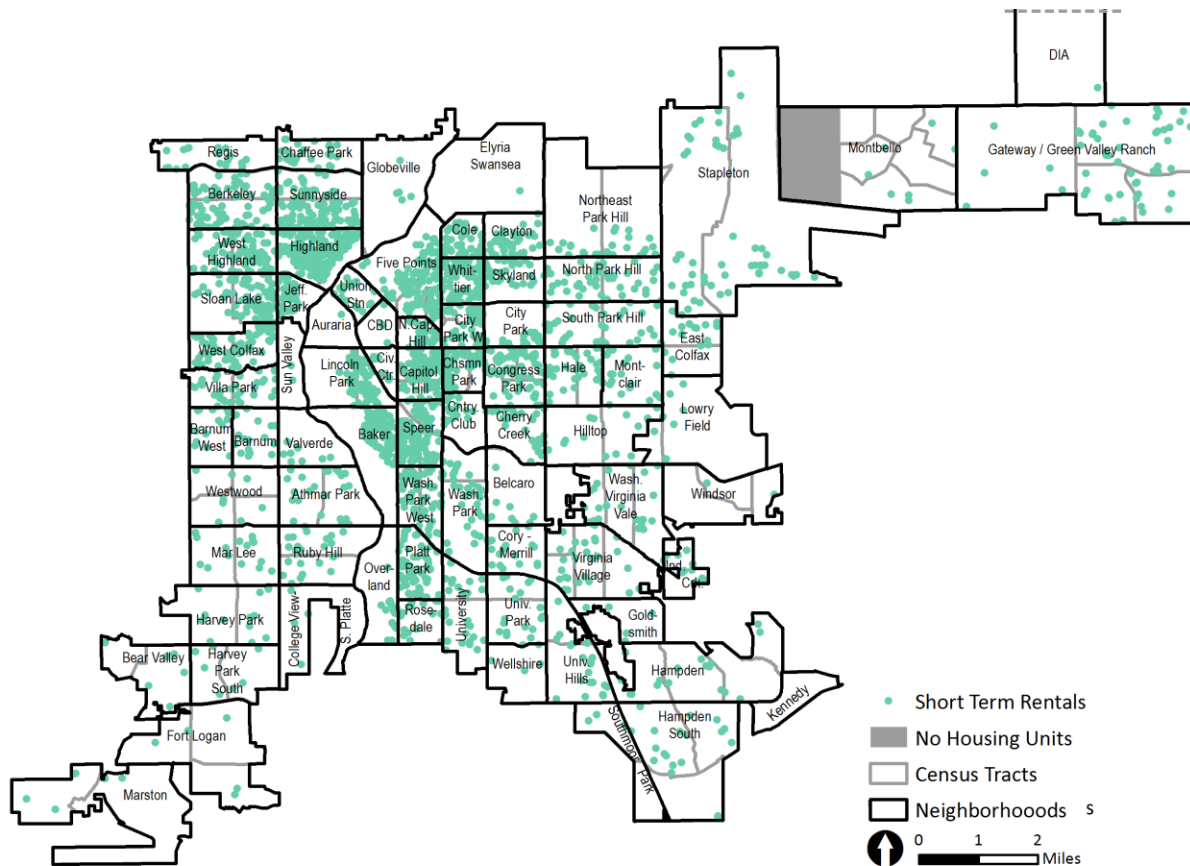 DIA
Regis
Chaffee Park
Globeville
Elyria
Swansea
Stapleton
Montbello
Gateway / Green Valley Ranch
Berkeley
Sunnyside
Northeast
Park Hill
West
Highland
Highland
Five Points
Cole
Clayton
Whit-
tier
Skyland
North Park Hill
Sloan Lake
Jeff.
Park
Union
Stn.
Auraria
CBD
N.Cap.
Hill
City
Park W
City
Park
South Park Hill
East
Colfax
West Colfax
Sun Valley
Lincoln
Park
Civ.
Ctr.
Capitol
Hill
Chsmn
Park
Congress
Park
Hale
Mont-
clair
Villa Park
Barnum
West
Barnum
Valverde
Baker
Speer
Cntry
Club
Cherry
Creek
Hilltop
Lowry
Field
Westwood
Athmar Park
Wash
Park
West
Wash.
Park
Belcaro
Wash.
Virginia
Vale
Windsor
Mar Lee
Ruby Hill
Over-
land
Platt
Park
Cory -
Merrill
Virginia
Village
Ind.
Harvey Park
College View
S. Platte
Rose-
dale
University
Univ.
Park
Gold-
smith
Bear Valley
Harvey
Park
South
Wellshire
Univ.
Hills
Hampden
Kennedy
Fort Logan
Southmoor Park
Hampden
South
Marston
Short Term Rentals
No Housing Units
Census Tracts
Neighborhooods s
0 1 2
Miles